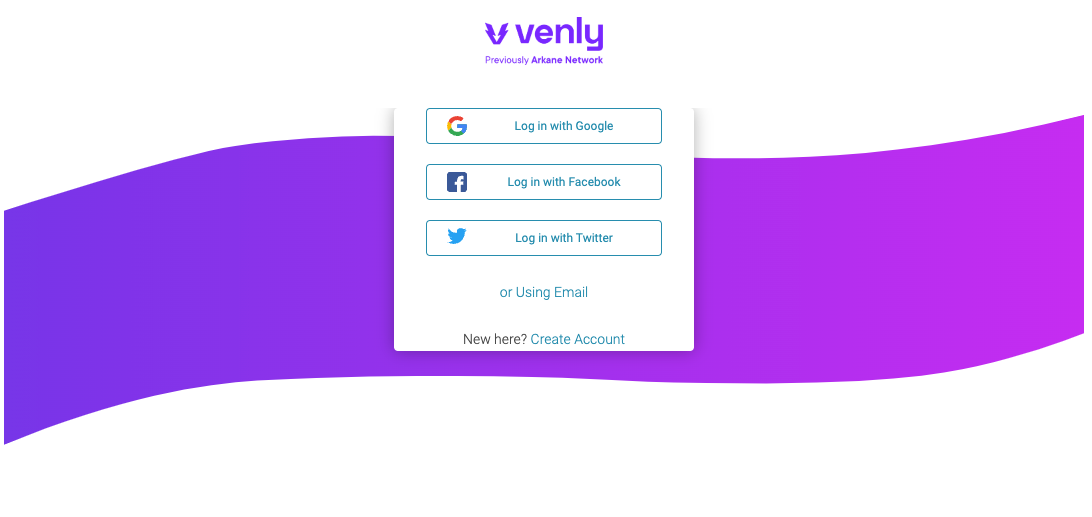 venly
Previously Arkane Network
Log in with Google
Log in with Facebook
Log in with Twitter
or Using Email
New here? Create Account